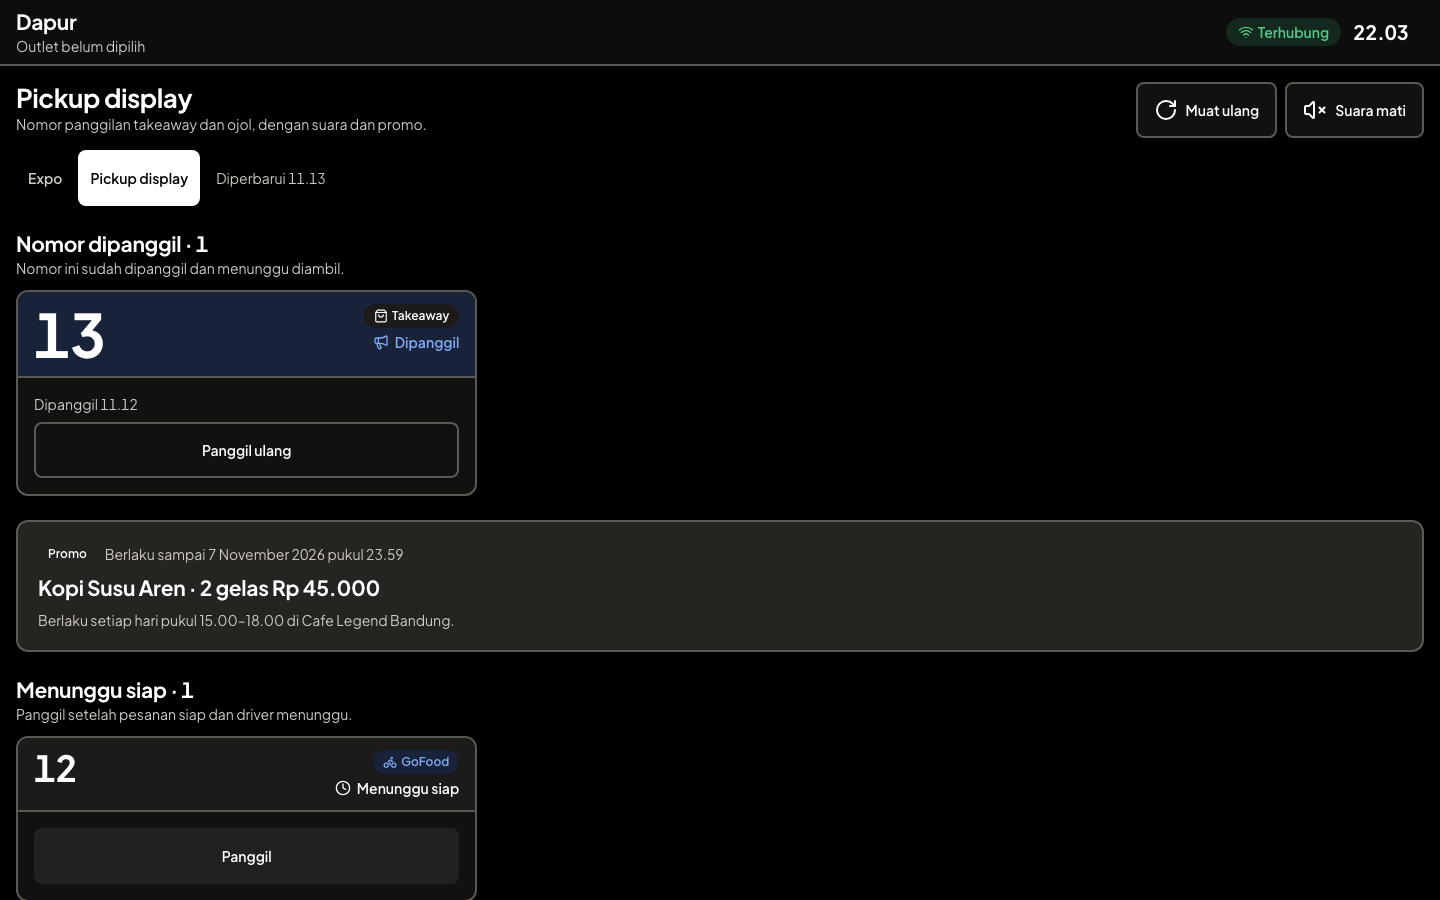 Dapur
Outlet belum dipilih
Terhubung
22.03
Pickup display
Nomor panggilan takeaway dan ojol, dengan suara dan promo.
Muat ulang
Suara mati
Expo
Pickup display
Diperbarui 11.13
Nomor dipanggil · 1
Nomor ini sudah dipanggil dan menunggu diambil.
13
Takeaway
Dipanggil
Dipanggil 11.12
Panggil ulang
Promo
Berlaku sampai 7 November 2026 pukul 23.59
Kopi Susu Aren · 2 gelas Rp 45.000
Berlaku setiap hari pukul 15.00–18.00 di Cafe Legend Bandung.
Menunggu siap · 1
Panggil setelah pesanan siap dan driver menunggu.
12
GoFood
Menunggu siap
Panggil